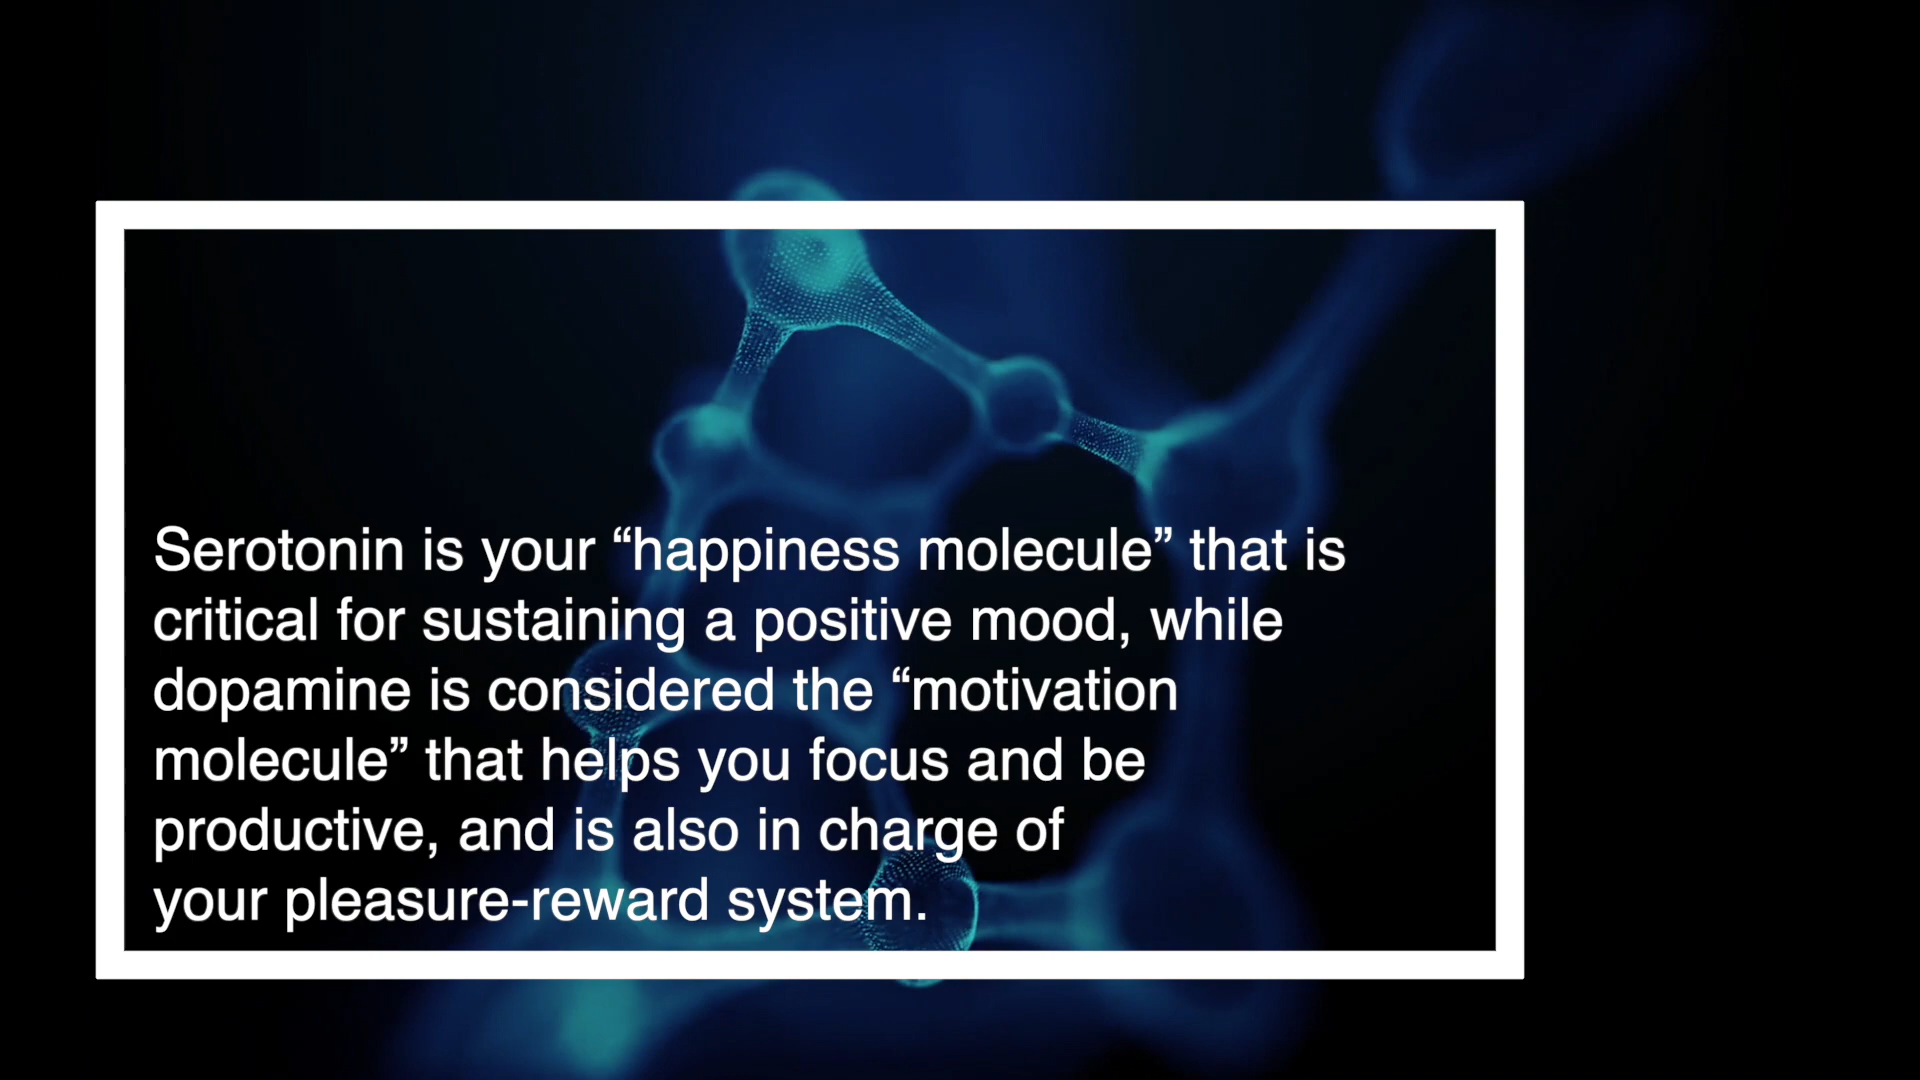 Serotonin is your “happiness molecule” that is
critical for sustaining a positive mood, while
dopamine is considered the “motivation
molecule” that helps you focus and be
productive, and is also in charge of
your pleasure-reward system.